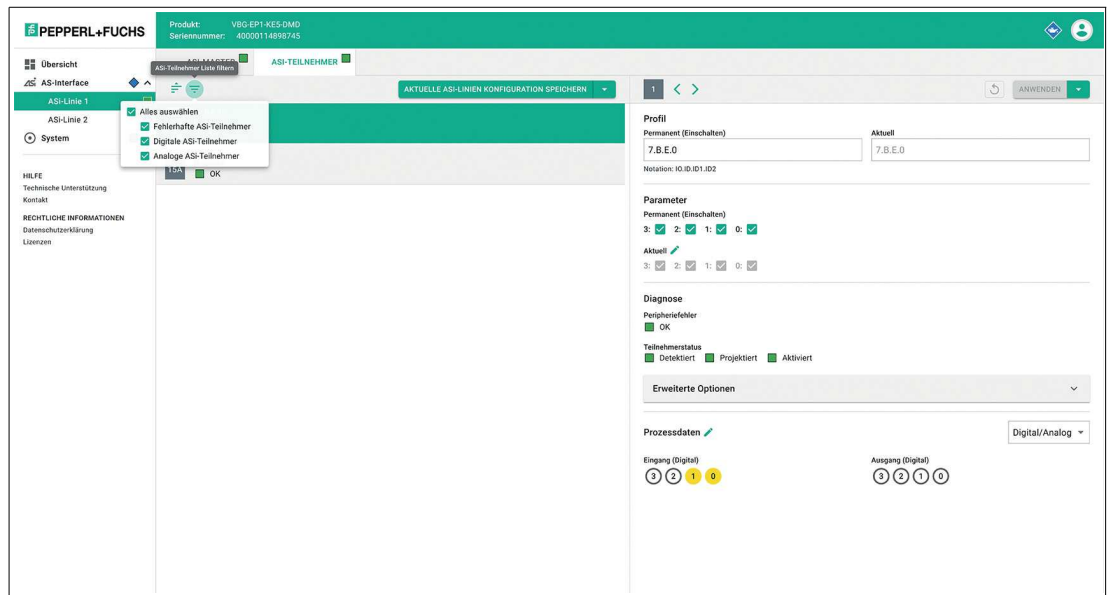 PEPPERL+FUCHS
Produkt: VBG-EP1-KE5-DMD
Seriennummer: 40000114898745
Übersicht
AS-Interface
ASi-Linie 1
ASi-Linie 2
System
HILFE
Technische Unterstützung
Kontakt
RECHTLICHE INFORMATIONEN
Datenschutzerklärung
Lizenzen
ASI-MASTER
ASI-TEILNEHMER
ASi-Teilnehmer Liste filtern
AKTUELLE ASI-LINIEN KONFIGURATION SPEICHERN
Alles auswählen
Fehlerhafte ASi-Teilnehmer
Digitale ASi-Teilnehmer
Analoge ASi-Teilnehmer
15A
OK
1
ANWENDEN
Profil
Permanent (Einschalten) Aktuell
7.B.E.0 7.B.E.0
Notation: IO.ID.ID1.ID2
Parameter
Permanent (Einschalten)
3: 2: 1: 0:
Aktuell
3: 2: 1: 0:
Diagnose
Peripheriefehler
OK
Teilnehmerstatus
Detektiert Projektiert Aktiviert
Erweiterte Optionen
Prozessdaten Digital/Analog
Eingang (Digital) Ausgang (Digital)
3 2 1 0 3 2 1 0